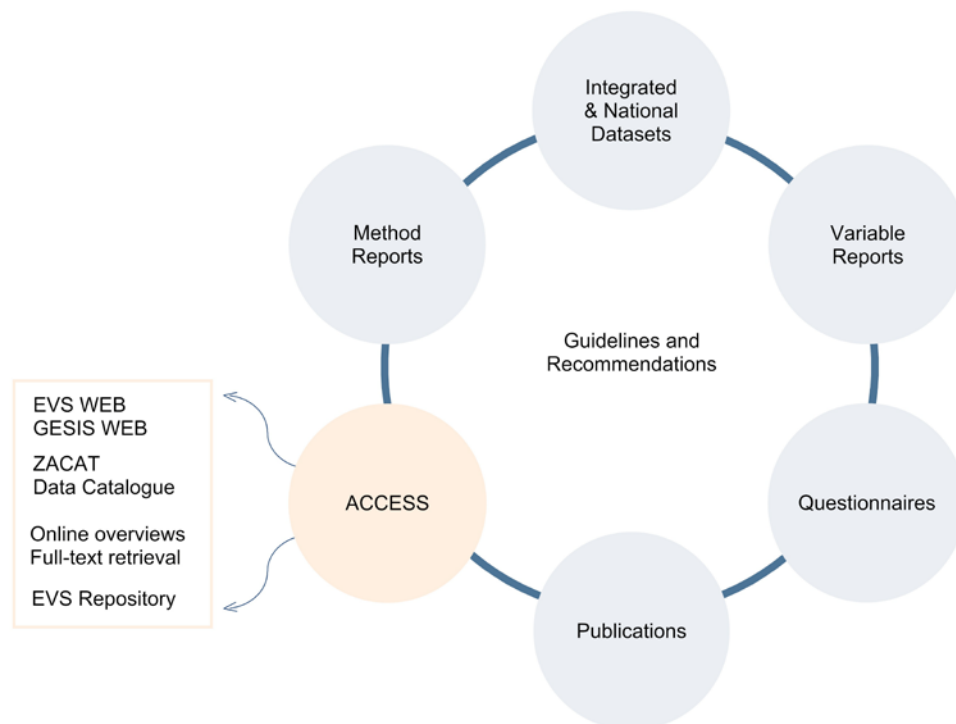 Integrated
& National
Datasets
Method
Reports
Variable
Reports
Guidelines and
Recommendations
EVS WEB
GESIS WEB
ZACAT
Data Catalogue
Online overviews
Full-text retrieval
EVS Repository
ACCESS
Questionnaires
Publications